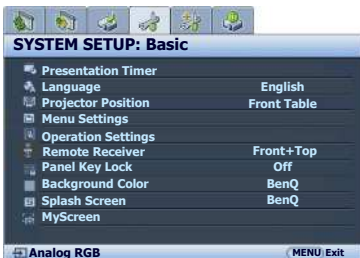 SYSTEM SETUP: Basic
Presentation Timer
Language English
Projector Position Front Table
Menu Settings
Operation Settings
Remote Receiver Front+Top
Panel Key Lock Off
Background Color BenQ
Splash Screen BenQ
MyScreen
Analog RGB MENU Exit